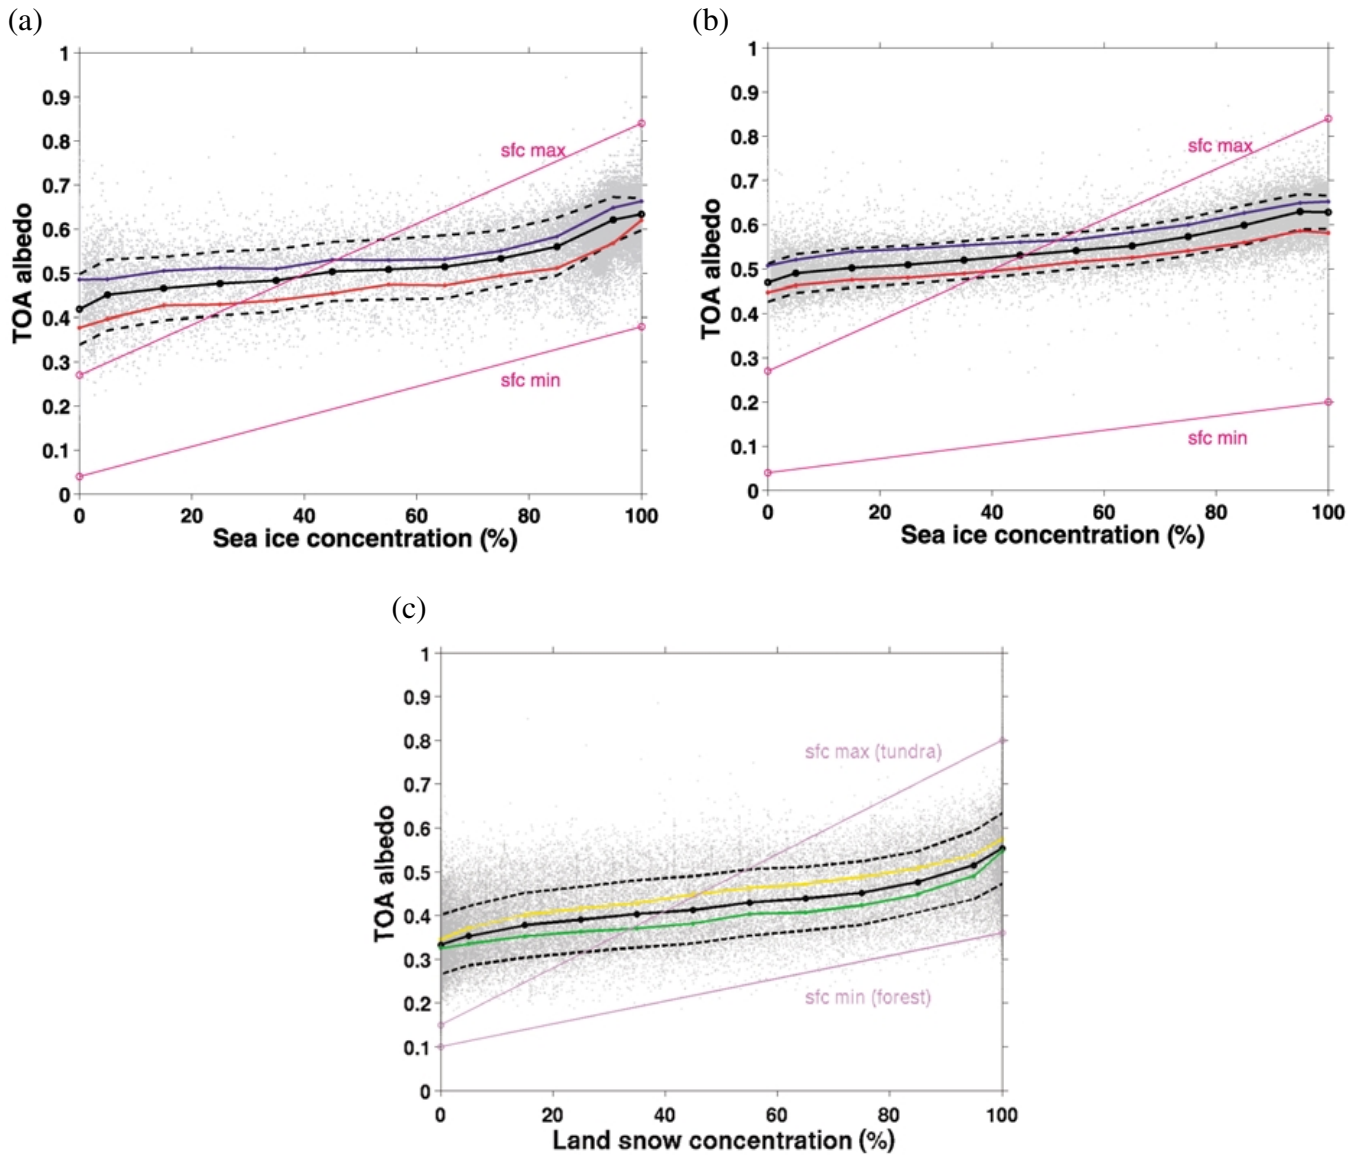 (a)
1
0.9
0.8
0.7
0.6
0.5
0.4
0.3
0.2
0.1
0
TOA albedo
sfc max
sfc min
0 20 40 60 80 100
Sea ice concentration (%)
(b)
1
0.9
0.8
0.7
0.6
0.5
0.4
0.3
0.2
0.1
0
TOA albedo
sfc max
sfc min
0 20 40 60 80 100
Sea ice concentration (%)
(c)
1
0.9
0.8
0.7
0.6
0.5
0.4
0.3
0.2
0.1
0
TOA albedo
sfc max (tundra)
sfc min (forest)
0 20 40 60 80 100
Land snow concentration (%)